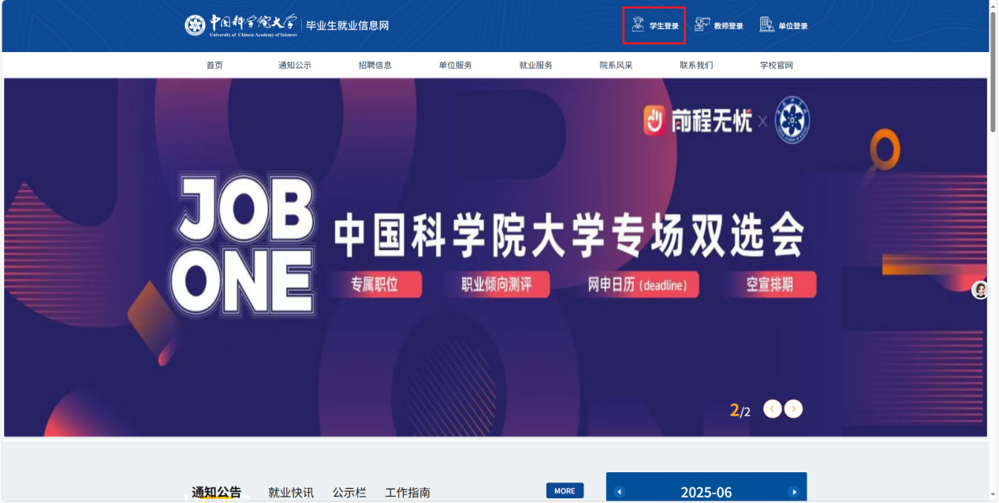 中国科学院大学 毕业生就业信息网
University of Chinese Academy of Sciences
学生登录 教师登录 单位登录
首页 通知公示 招聘信息 单位服务 就业服务 院系风采 联系我们 学校官网
前程无忧 ×
JOB
ONE
中国科学院大学专场双选会
专属职位 职业倾向测评 网申日历 (deadline) 空宣排期
2/2
通知公告 就业快讯 公示栏 工作指南 MORE
2025-06